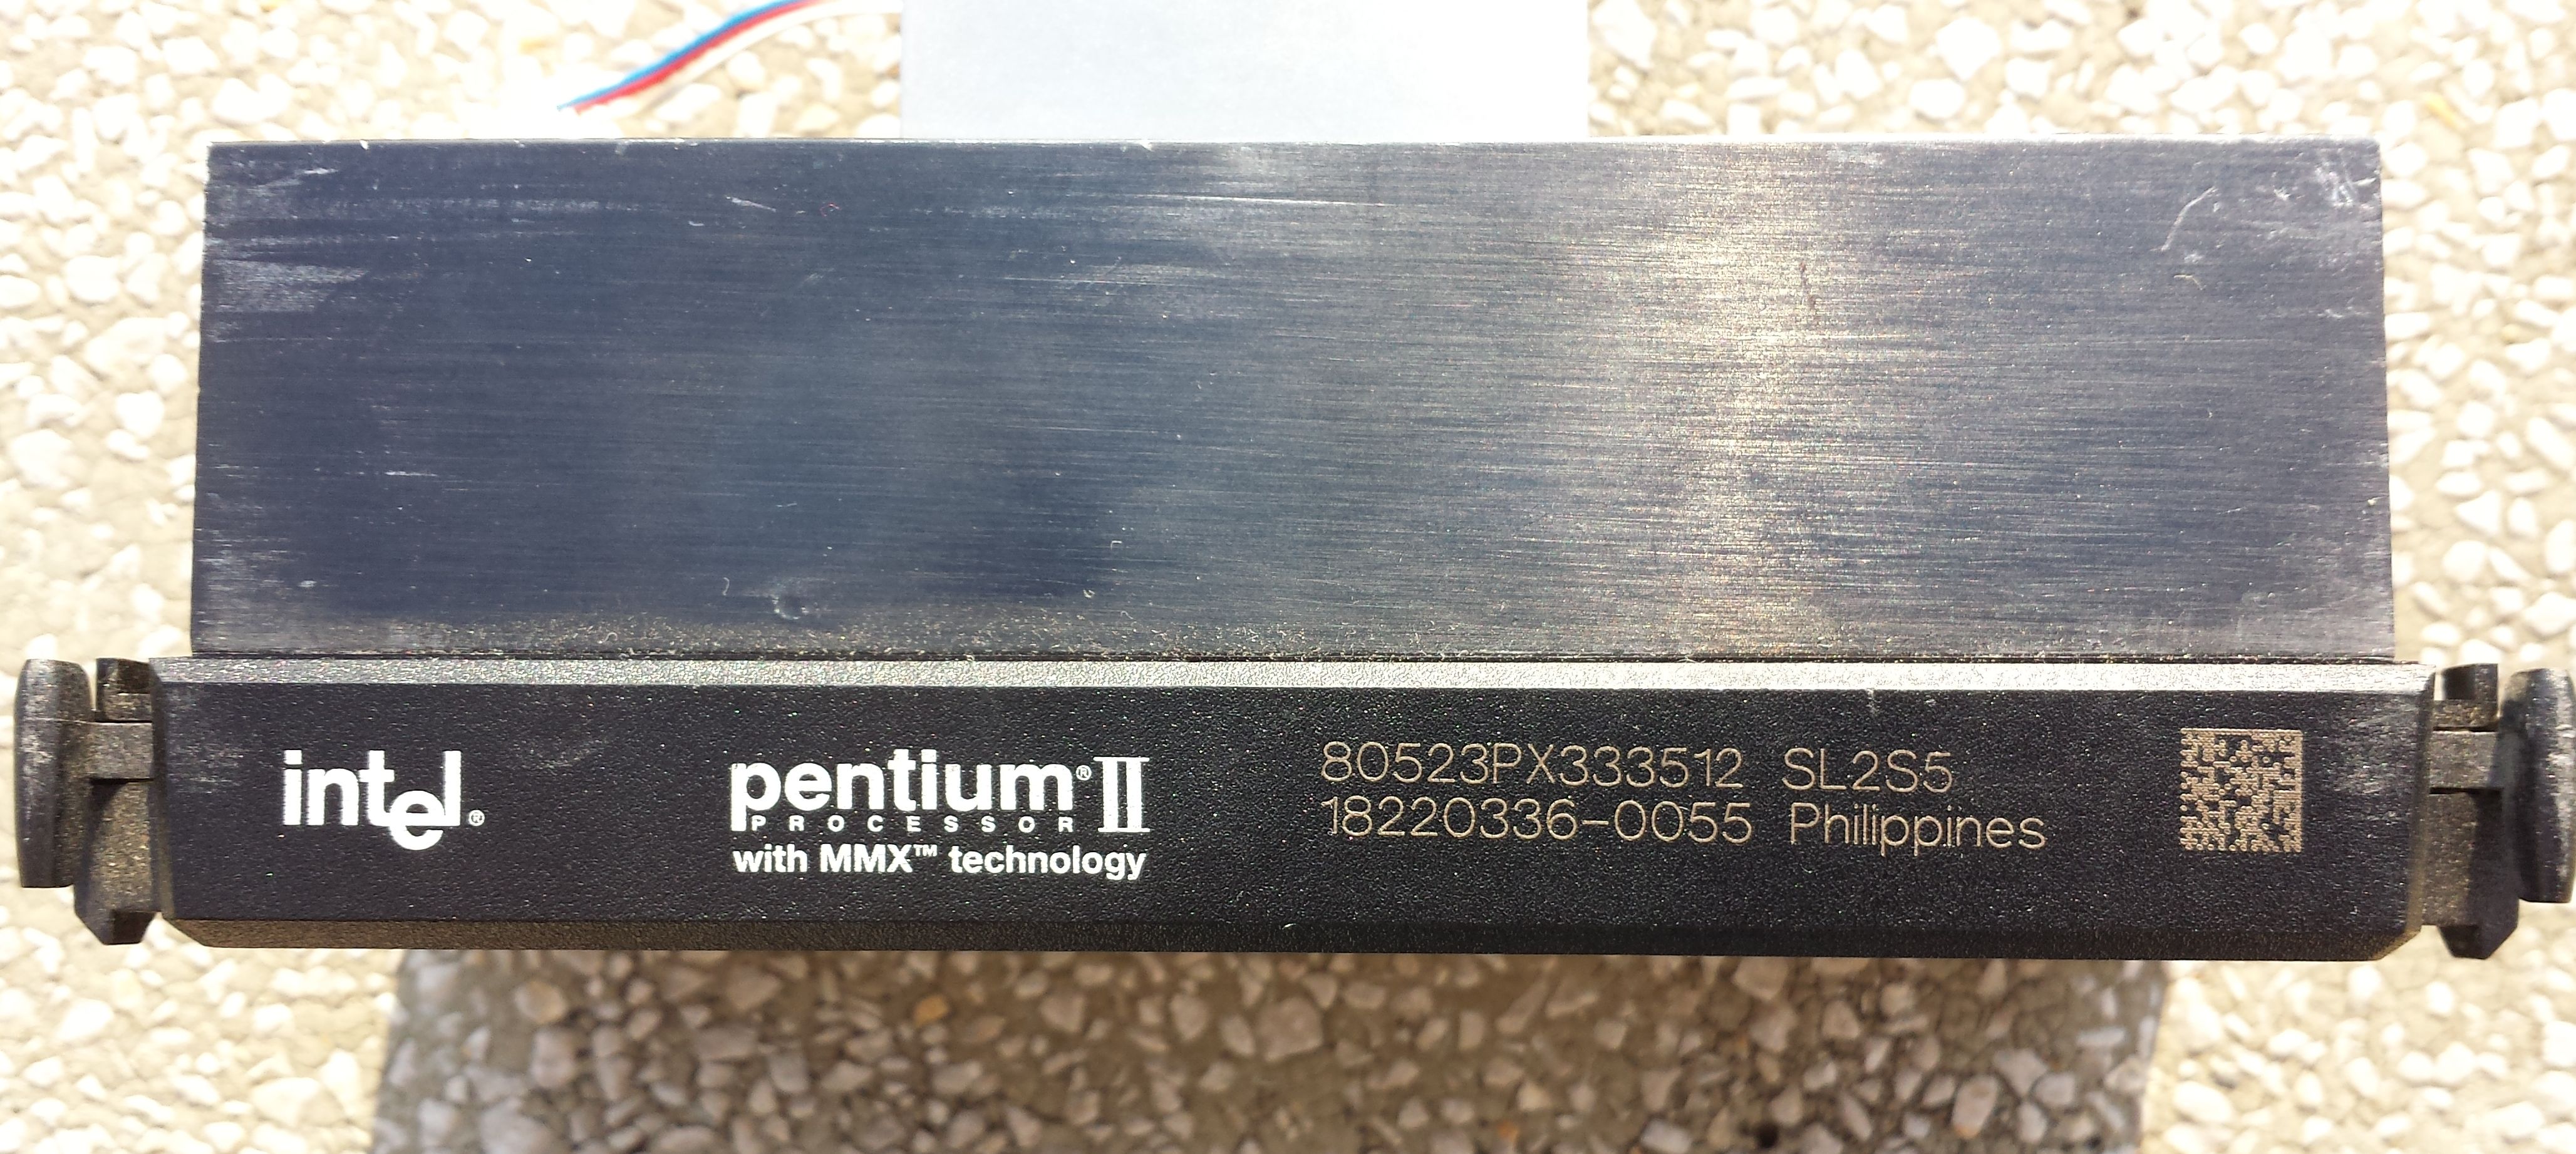 intel®
pentium® II
PROCESSOR
with MMX™ technology
80523PX333512 SL2S5
18220336-0055 Philippines